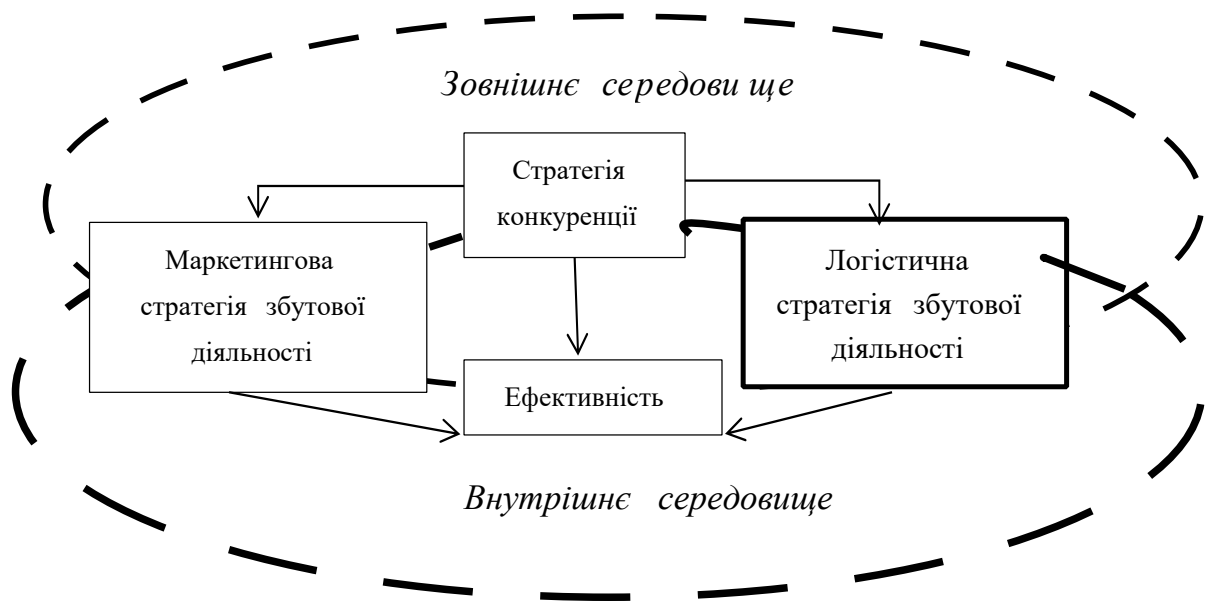 Зовнішнє середови ще
Стратегія
конкуренції
Маркетингова
стратегія збутової
діяльності
Логістична
стратегія збутової
діяльності
Ефективність
Внутрішнє середовище